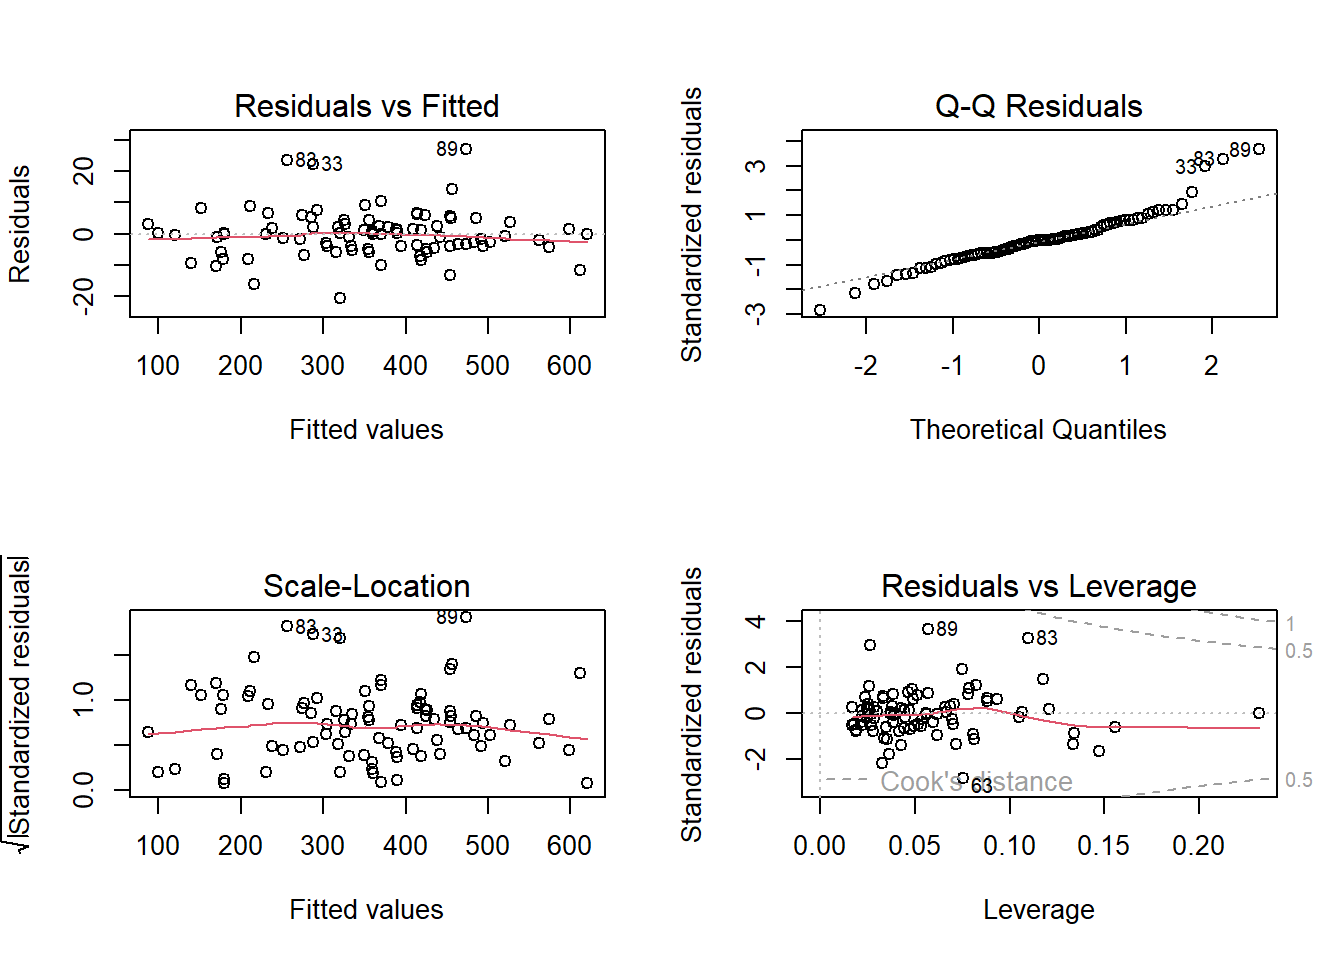 Residuals vs Fitted
Residuals
20
0
-20
83
33
89
100 200 300 400 500 600
Fitted values
Q-Q Residuals
Standardized residuals
3
1
-1
-3
33
83
89
-2 -1 0 1 2
Theoretical Quantiles
Scale-Location
√|Standardized residuals|
1.0
0.0
83
33
89
100 200 300 400 500 600
Fitted values
Residuals vs Leverage
Standardized residuals
4
2
0
-2
89
83
63
1
0.5
0.5
Cook's distance
0.00 0.05 0.10 0.15 0.20
Leverage